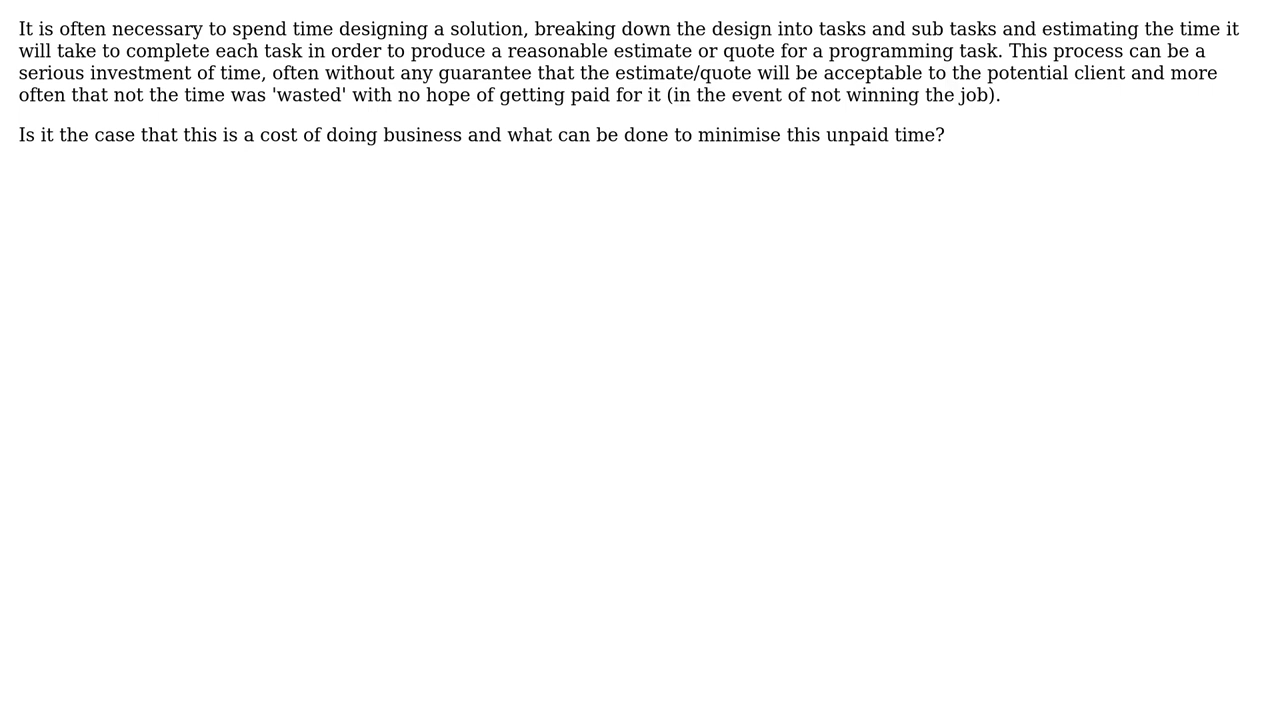 It is often necessary to spend time designing a solution, breaking down the design into tasks and sub tasks and estimating the time it
will take to complete each task in order to produce a reasonable estimate or quote for a programming task. This process can be a
serious investment of time, often without any guarantee that the estimate/quote will be acceptable to the potential client and more
often that not the time was 'wasted' with no hope of getting paid for it (in the event of not winning the job).
Is it the case that this is a cost of doing business and what can be done to minimise this unpaid time?